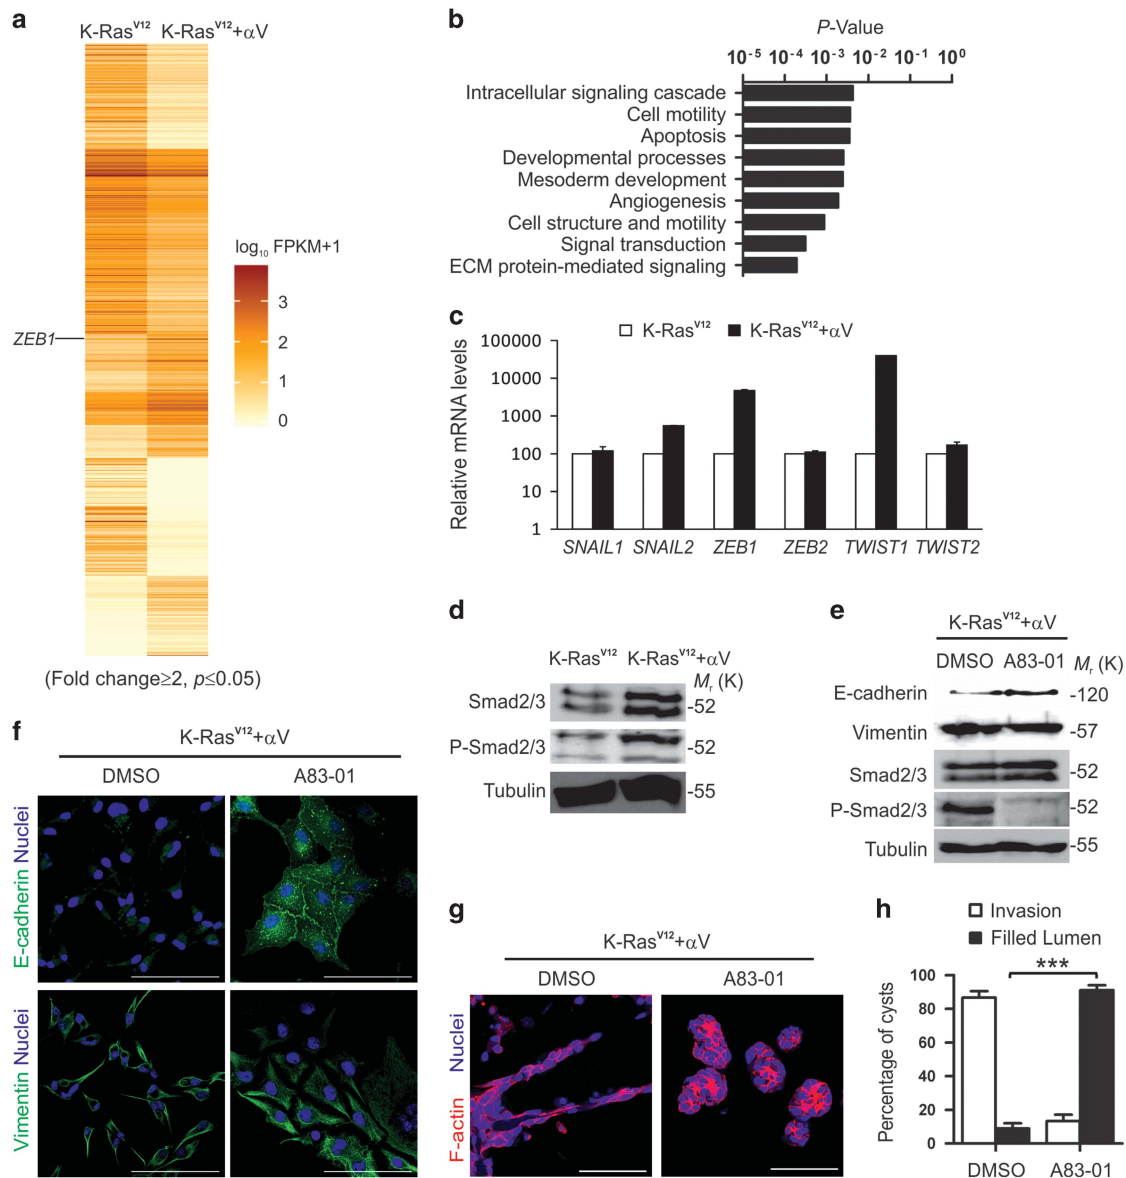 a
K-Ras^V12 K-Ras^V12+αV
ZEB1
log10 FPKM+1
3
2
1
0
(Fold change≥2, p≤0.05)
b
P-Value
10^-5 10^-4 10^-3 10^-2 10^-1 10^0
Intracellular signaling cascade
Cell motility
Apoptosis
Developmental processes
Mesoderm development
Angiogenesis
Cell structure and motility
Signal transduction
ECM protein-mediated signaling
c
K-Ras^V12 K-Ras^V12+αV
Relative mRNA levels
100000
10000
1000
100
10
1
SNAIL1 SNAIL2 ZEB1 ZEB2 TWIST1 TWIST2
d
K-Ras^V12 K-Ras^V12+αV
Mr (K)
Smad2/3 -52
P-Smad2/3 -52
Tubulin -55
e
K-Ras^V12+αV
DMSO A83-01 Mr (K)
E-cadherin -120
Vimentin -57
Smad2/3 -52
P-Smad2/3 -52
Tubulin -55
f
K-Ras^V12+αV
DMSO A83-01
E-cadherin Nuclei
Vimentin Nuclei
g
K-Ras^V12+αV
DMSO A83-01
F-actin Nuclei
h
Invasion
Filled Lumen
***
Percentage of cysts
100
80
60
40
20
0
DMSO A83-01